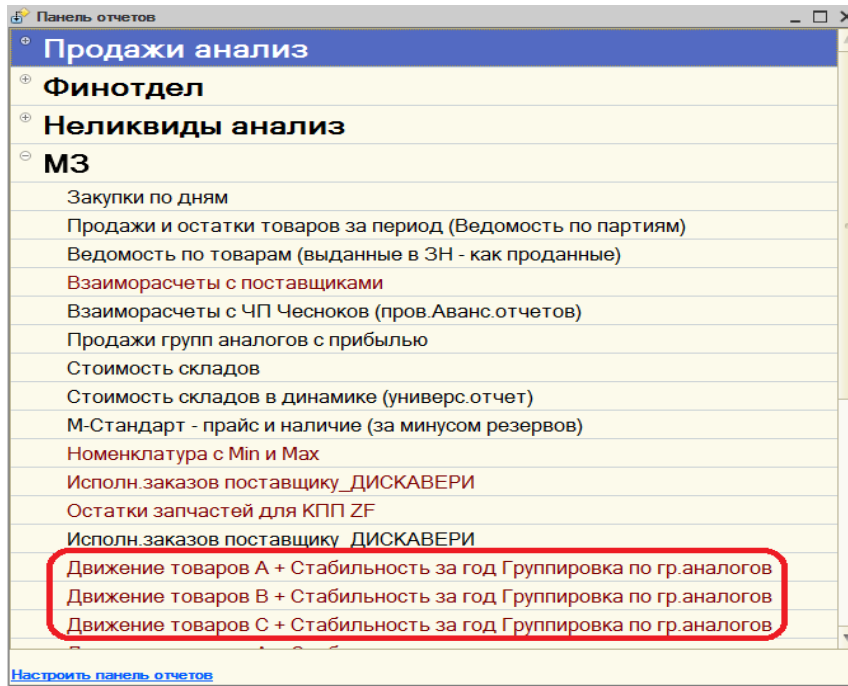 Панель отчетов
Продажи анализ
Финотдел
Неликвиды анализ
МЗ
Закупки по дням
Продажи и остатки товаров за период (Ведомость по партиям)
Ведомость по товарам (выданные в ЗН - как проданные)
Взаиморасчеты с поставщиками
Взаиморасчеты с ЧП Чесноков (пров.Аванс.отчетов)
Продажи групп аналогов с прибылью
Стоимость складов
Стоимость складов в динамике (универс.отчет)
М-Стандарт - прайс и наличие (за минусом резервов)
Номенклатура с Min и Max
Исполн.заказов поставщику_ДИСКАВЕРИ
Остатки запчастей для КПП ZF
Исполн.заказов поставщику_ДИСКАВЕРИ
Движение товаров А + Стабильность за год Группировка по гр.аналогов
Движение товаров В + Стабильность за год Группировка по гр.аналогов
Движение товаров С + Стабильность за год Группировка по гр.аналогов
Настроить панель отчетов